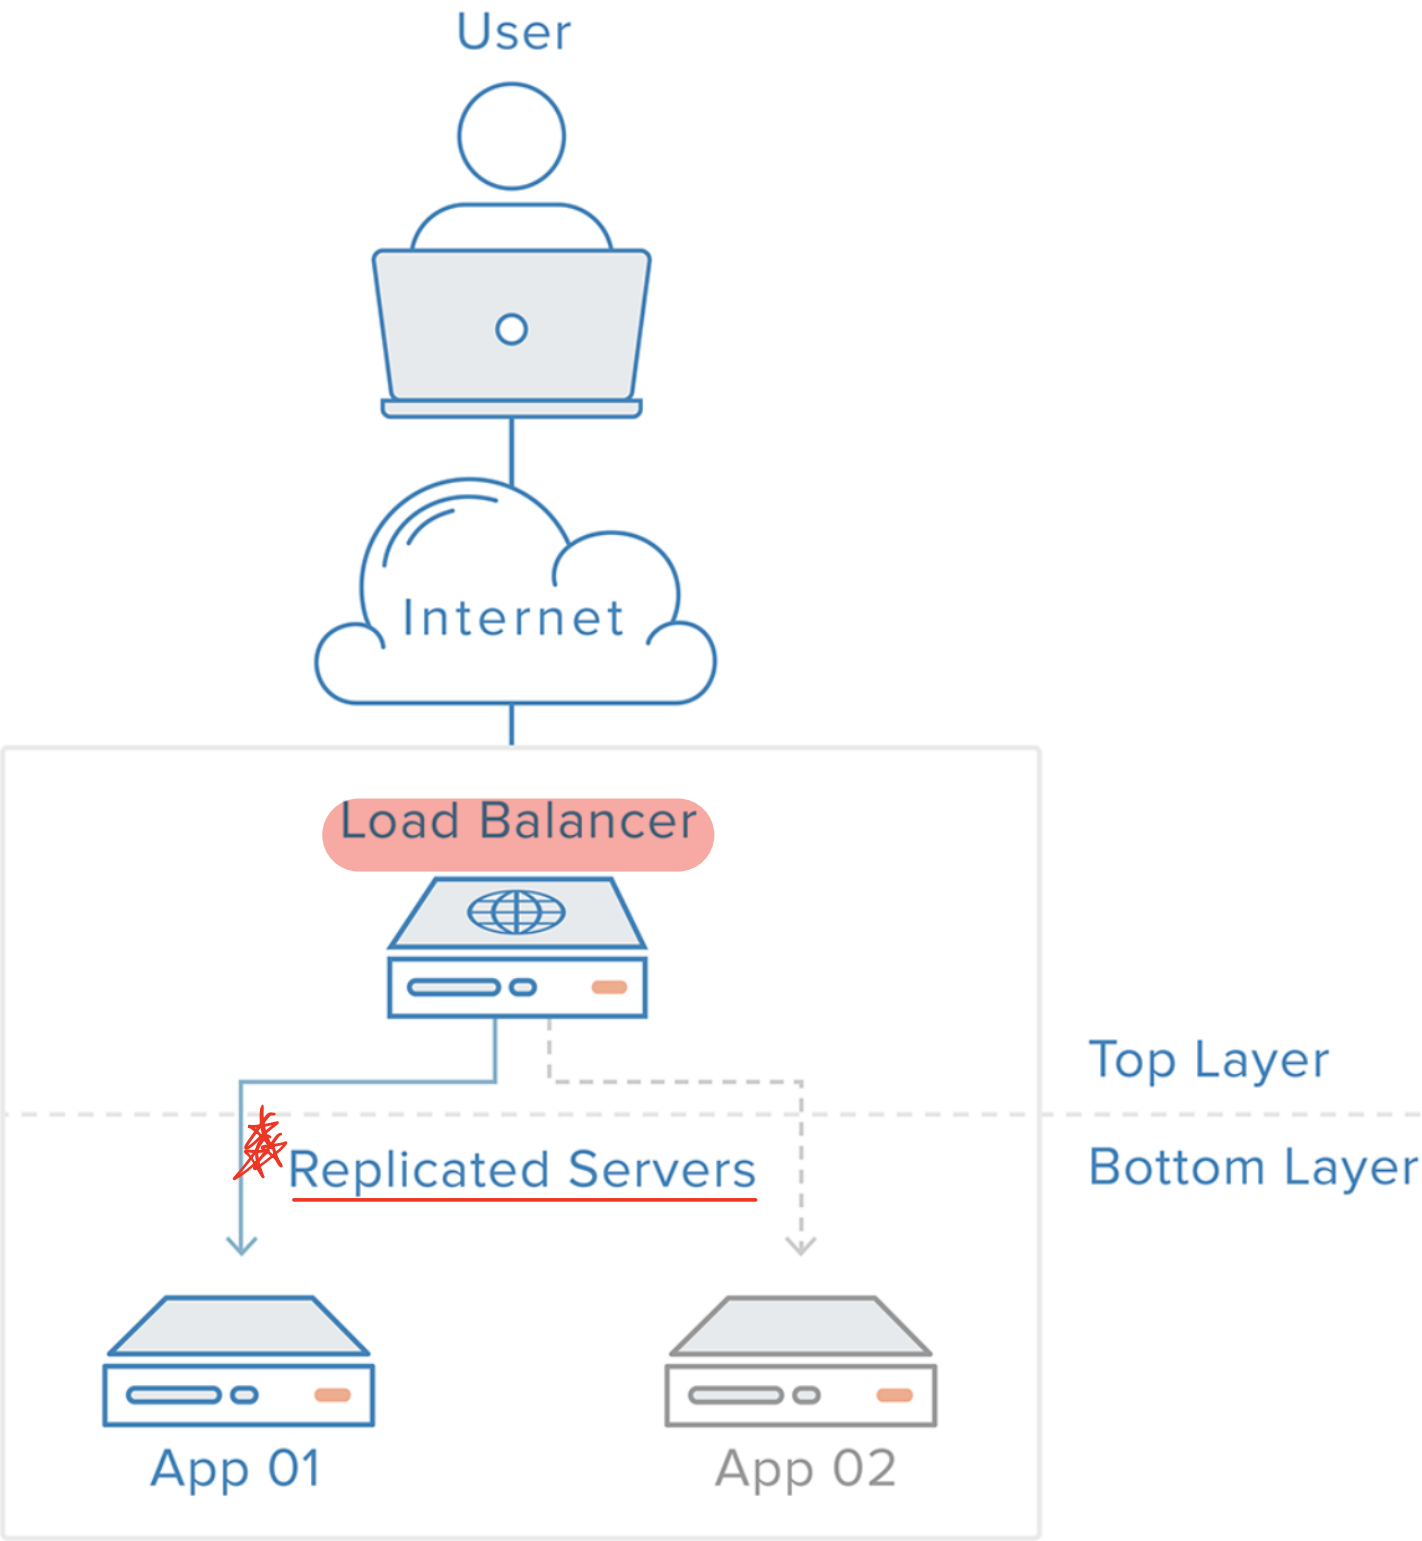 User
Internet
Load Balancer
Top Layer
Replicated Servers
Bottom Layer
App 01
App 02